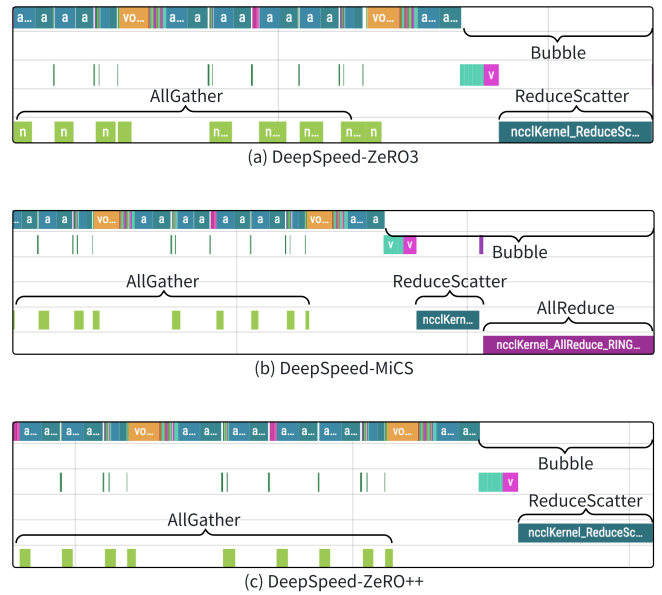 a... a a a vo... a... a a a a a vo... a a... a...
Bubble
v
AllGather
ReduceScatter
n n n n n... n... n... n... n ncclKernel_ReduceSc...
(a) DeepSpeed-ZeRO3
.. a a a vo... a a a a a a vo... a... a
v v
Bubble
AllGather
ReduceScatter
ncclKern...
AllReduce
ncclKernel_AllReduce_RING...
(b) DeepSpeed-MiCS
a... a... a... a... vo... a... a... a... a... a... a... vo... a... a...
Bubble
v
ReduceScatter
AllGather
ncclKernel_ReduceSc...
(c) DeepSpeed-ZeRO++